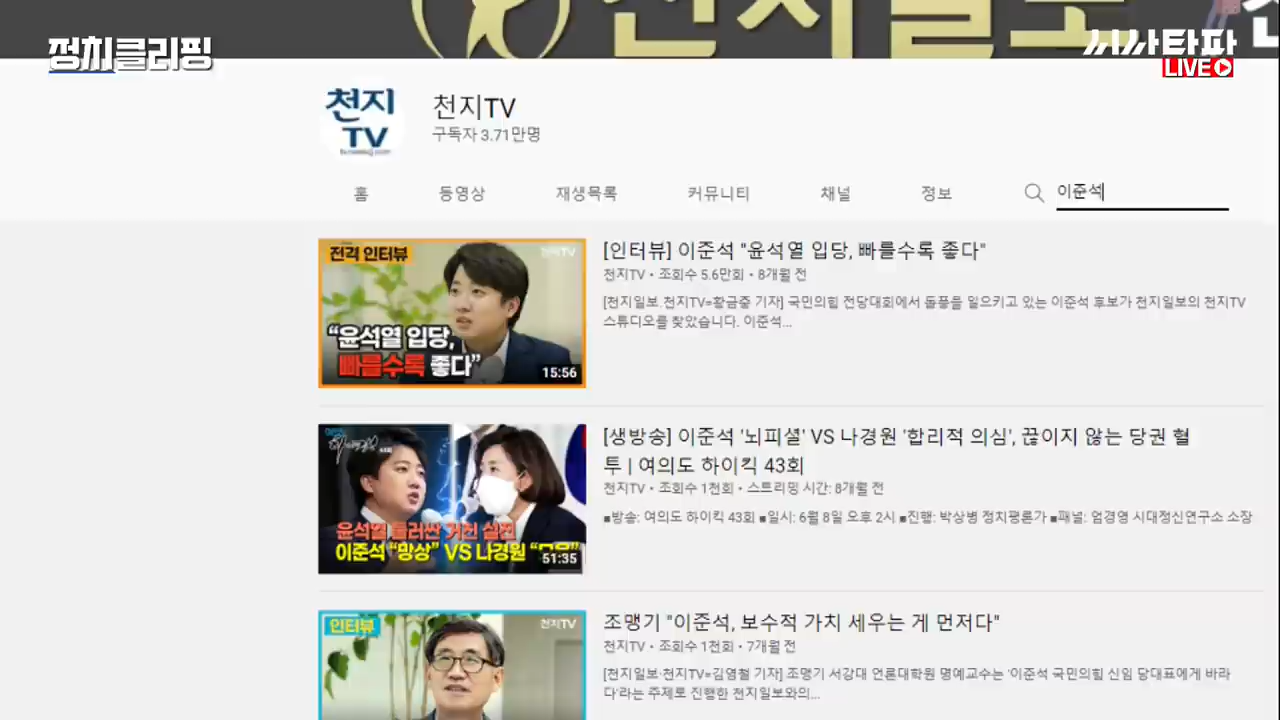 천지일보
정치클리핑
시사타파
LIVE
천지
TV
천지TV
구독자 3.71만명
홈
동영상
재생목록
커뮤니티
채널
정보
이준석
전격 인터뷰
천지TV
“윤석열 입당,
빠를수록 좋다”
15:56
[인터뷰] 이준석 "윤석열 입당, 빠를수록 좋다"
천지TV • 조회수 5.6만회 • 8개월 전
[천지일보 천지TV=황금중 기자] 국민의힘 전당대회에서 돌풍을 일으키고 있는 이준석 후보가 천지일보의 천지TV
스튜디오를 찾았습니다. 이준석...
윤석열 둘러싼 거친 설전
이준석 “망상” VS 나경원
51:35
[생방송] 이준석 '뇌피셜' VS 나경원 '합리적 의심', 끊이지 않는 당권 혈
투 | 여의도 하이킥 43회
천지TV • 조회수 1천회 • 스트리밍 시간: 8개월 전
■방송: 여의도 하이킥 43회 ■일시: 6월 8일 오후 2시 ■진행: 박상병 정치평론가 ■패널: 엄경영 시대정신연구소 소장
인터뷰
천지TV
조맹기 "이준석, 보수적 가치 세우는 게 먼저다"
천지TV • 조회수 1천회 • 7개월 전
[천지일보·천지TV=김영철 기자] 조맹기 서강대 언론대학원 명예교수는 '이준석 국민의힘 신임 당대표에게 바라
다'라는 주제로 진행한 천지일보와의...